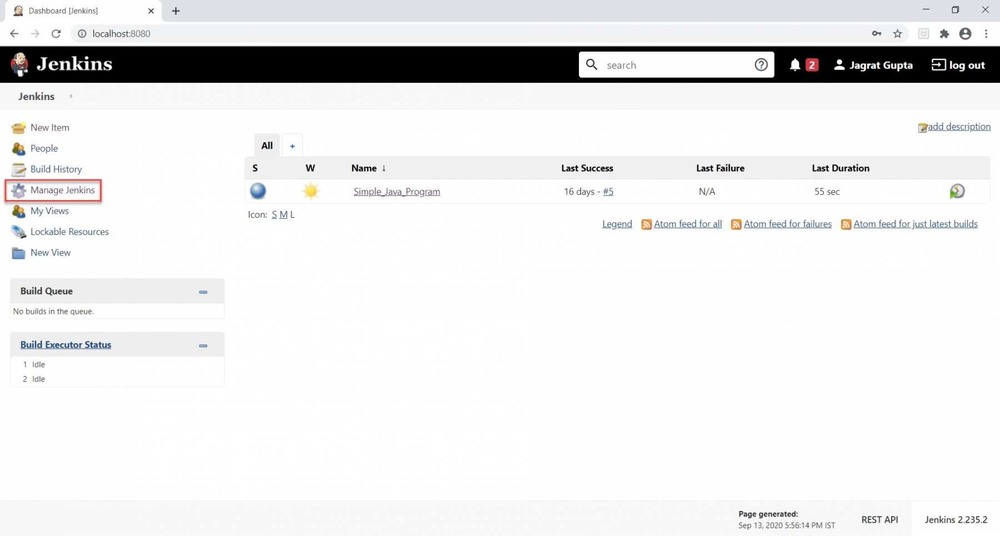 Dashboard [Jenkins]
localhost:8080
Jenkins
search
2
Jagrat Gupta
log out
Jenkins
New Item
People
Build History
Manage Jenkins
My Views
Lockable Resources
New View
add description
All +
S W Name ↓ Last Success Last Failure Last Duration
Simple_Java_Program 16 days - #5 N/A 55 sec
Icon: S M L
Legend Atom feed for all Atom feed for failures Atom feed for just latest builds
Build Queue
No builds in the queue.
Build Executor Status
1 Idle
2 Idle
Page generated:
Sep 13, 2020 5:56:14 PM IST
REST API
Jenkins 2.235.2